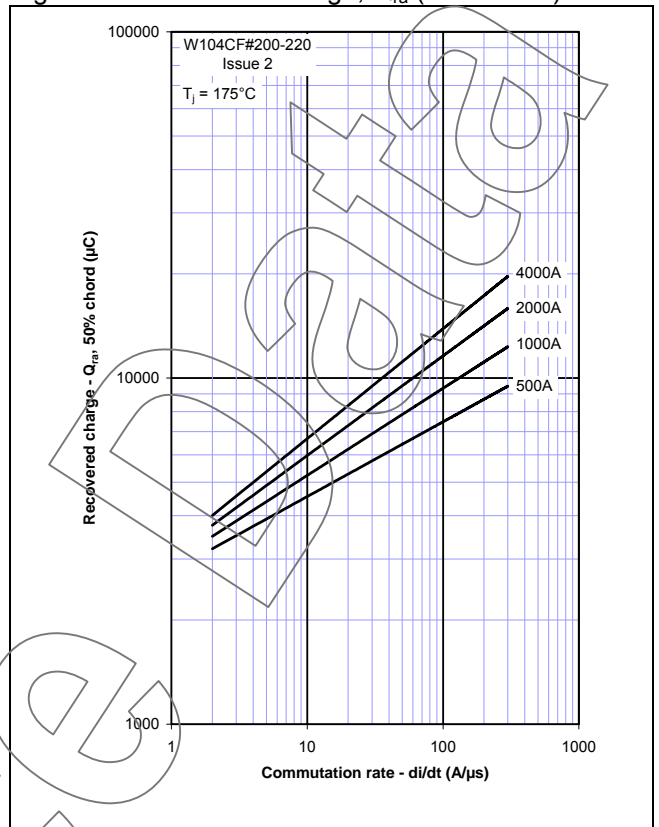 100000
W104CF#200-220
Issue 2
Tj = 175°C
4000A
2000A
1000A
500A
10000
1000
Recovered charge - Qra, 50% chord (µC)
1 10 100 1000
Commutation rate - di/dt (A/µs)